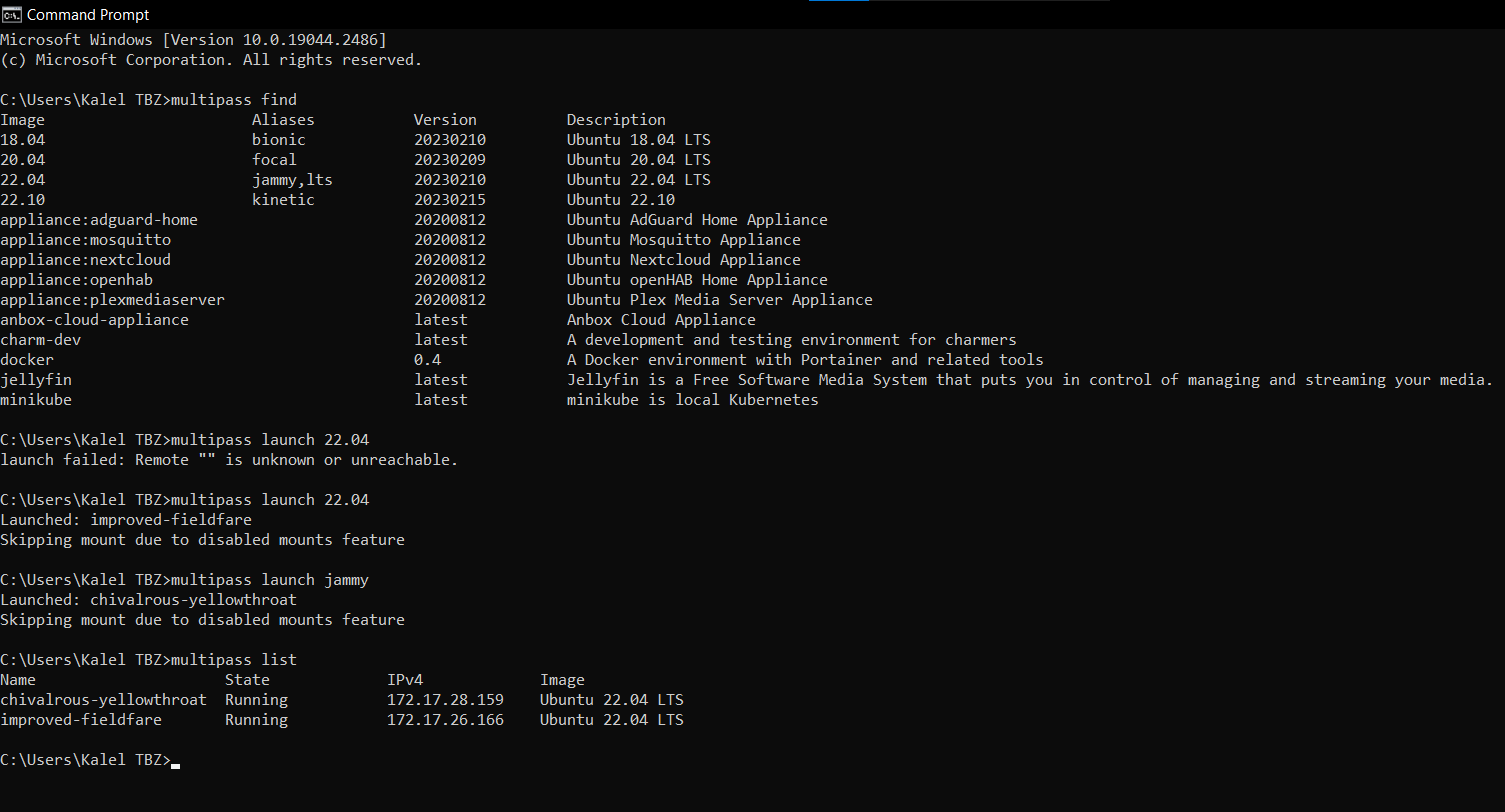 Command Prompt
Microsoft Windows [Version 10.0.19044.2486]
(c) Microsoft Corporation. All rights reserved.
C:\Users\Kalel TBZ>multipass find
Image Aliases Version Description
18.04 bionic 20230210 Ubuntu 18.04 LTS
20.04 focal 20230209 Ubuntu 20.04 LTS
22.04 jammy,lts 20230210 Ubuntu 22.04 LTS
22.10 kinetic 20230215 Ubuntu 22.10
appliance:adguard-home 20200812 Ubuntu AdGuard Home Appliance
appliance:mosquitto 20200812 Ubuntu Mosquitto Appliance
appliance:nextcloud 20200812 Ubuntu Nextcloud Appliance
appliance:openhab 20200812 Ubuntu openHAB Home Appliance
appliance:plexmediaserver 20200812 Ubuntu Plex Media Server Appliance
anbox-cloud-appliance latest Anbox Cloud Appliance
charm-dev latest A development and testing environment for charmers
docker 0.4 A Docker environment with Portainer and related tools
jellyfin latest Jellyfin is a Free Software Media System that puts you in control of managing and streaming your media.
minikube latest minikube is local Kubernetes
C:\Users\Kalel TBZ>multipass launch 22.04
launch failed: Remote "" is unknown or unreachable.
C:\Users\Kalel TBZ>multipass launch 22.04
Launched: improved-fieldfare
Skipping mount due to disabled mounts feature
C:\Users\Kalel TBZ>multipass launch jammy
Launched: chivalrous-yellowthroat
Skipping mount due to disabled mounts feature
C:\Users\Kalel TBZ>multipass list
Name State IPv4 Image
chivalrous-yellowthroat Running 172.17.28.159 Ubuntu 22.04 LTS
improved-fieldfare Running 172.17.26.166 Ubuntu 22.04 LTS
C:\Users\Kalel TBZ>